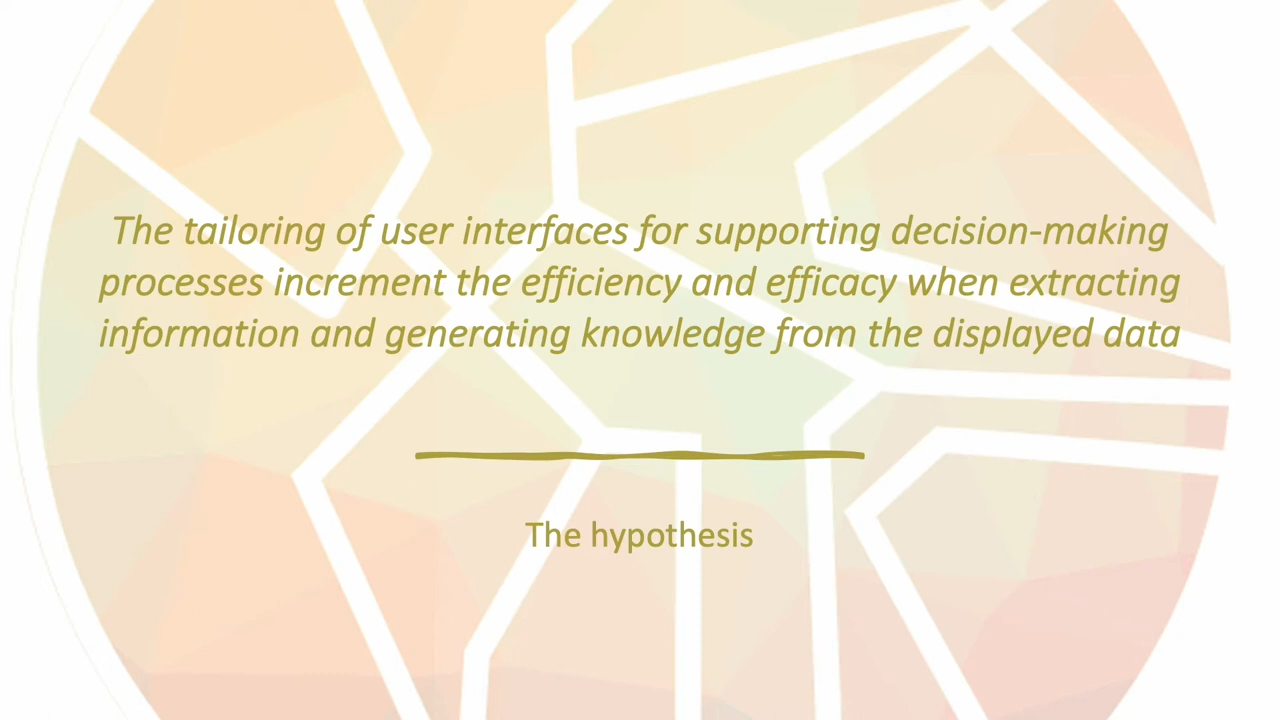 The tailoring of user interfaces for supporting decision-making
processes increment the efficiency and efficacy when extracting
information and generating knowledge from the displayed data
The hypothesis